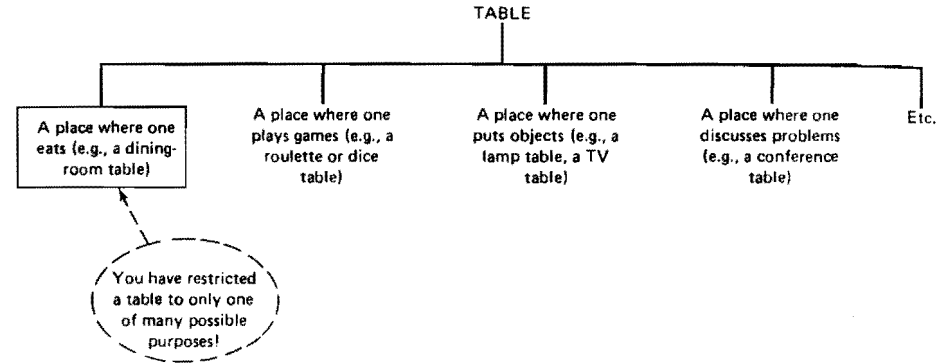 TABLE
A place where one
eats (e.g., a dining-
room table)
A place where one
plays games (e.g., a
roulette or dice
table)
A place where one
puts objects (e.g., a
lamp table, a TV
table)
A place where one
discusses problems
(e.g., a conference
table)
Etc.
You have restricted
a table to only one
of many possible
purposes!